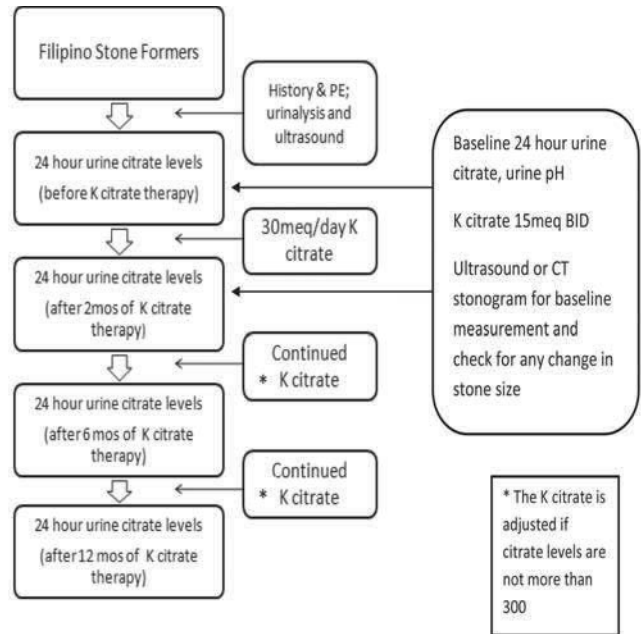 Filipino Stone Formers
History & PE;
urinalysis and
ultrasound
24 hour urine citrate levels
(before K citrate therapy)
30meq/day K
citrate
24 hour urine citrate levels
(after 2mos of K citrate
therapy)
Continued
* K citrate
24 hour urine citrate levels
(after 6 mos of K citrate
therapy)
Continued
* K citrate
24 hour urine citrate levels
(after 12 mos of K citrate
therapy)
Baseline 24 hour urine
citrate, urine pH
K citrate 15meq BID
Ultrasound or CT
stonogram for baseline
measurement and
check for any change in
stone size
* The K citrate is
adjusted if
citrate levels are
not more than
300